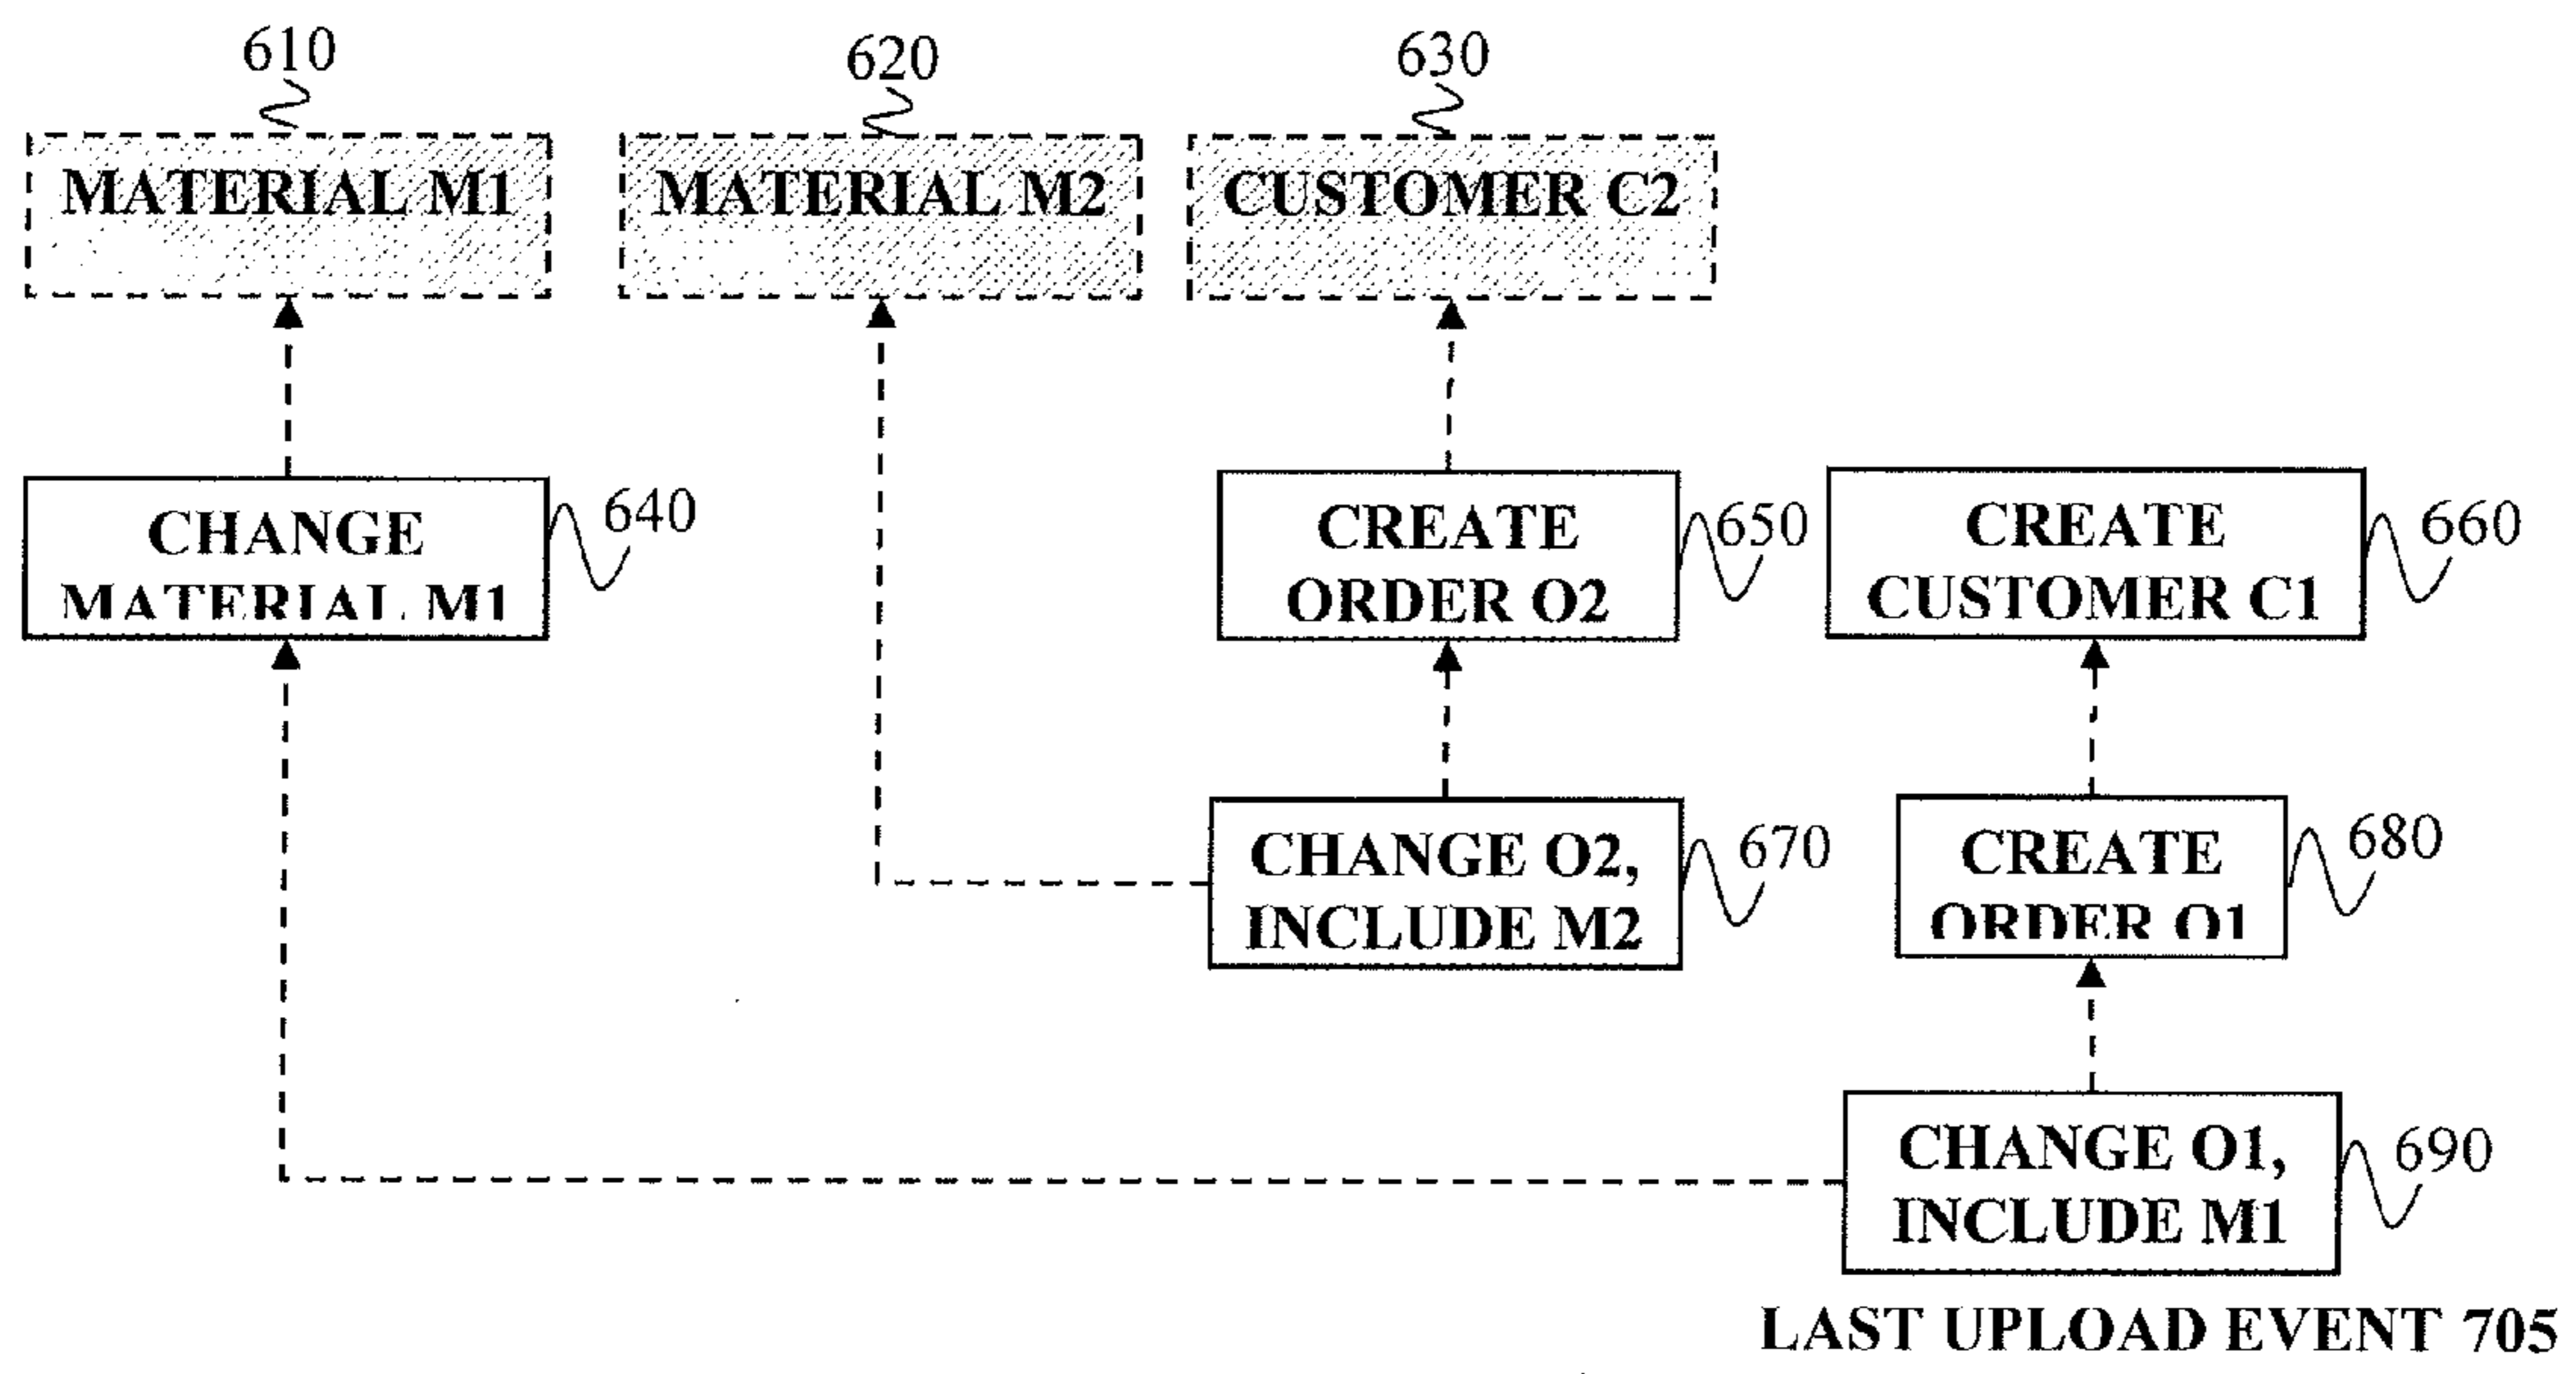 610
620
630
MATERIAL M1
MATERIAL M2
CUSTOMER C2
CHANGE
MATERIAL M1
640
CREATE
ORDER O2
650
CREATE
CUSTOMER C1
660
CHANGE O2,
INCLUDE M2
670
CREATE
ORDER O1
680
CHANGE O1,
INCLUDE M1
690
LAST UPLOAD EVENT 705